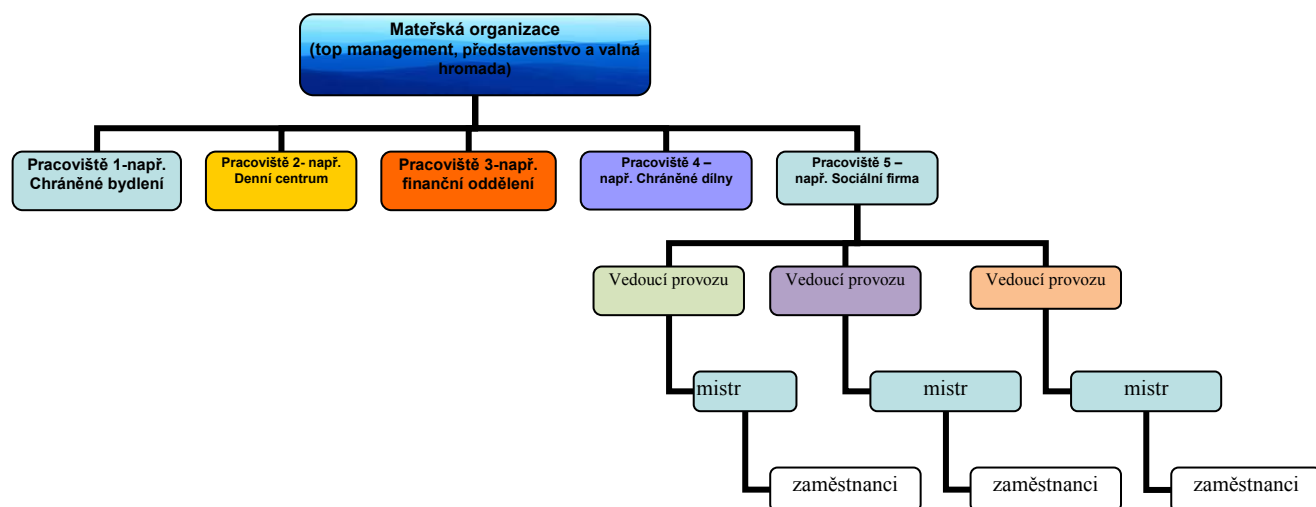 Mateřská organizace
(top management, představenstvo a valná
hromada)
Pracoviště 1-např.
Chráněné bydlení
Pracoviště 2- např.
Denní centrum
Pracoviště 3-např.
finanční oddělení
Pracoviště 4 –
např. Chráněné dílny
Pracoviště 5 –
např. Sociální firma
Vedoucí provozu
Vedoucí provozu
Vedoucí provozu
mistr
mistr
mistr
zaměstnanci
zaměstnanci
zaměstnanci